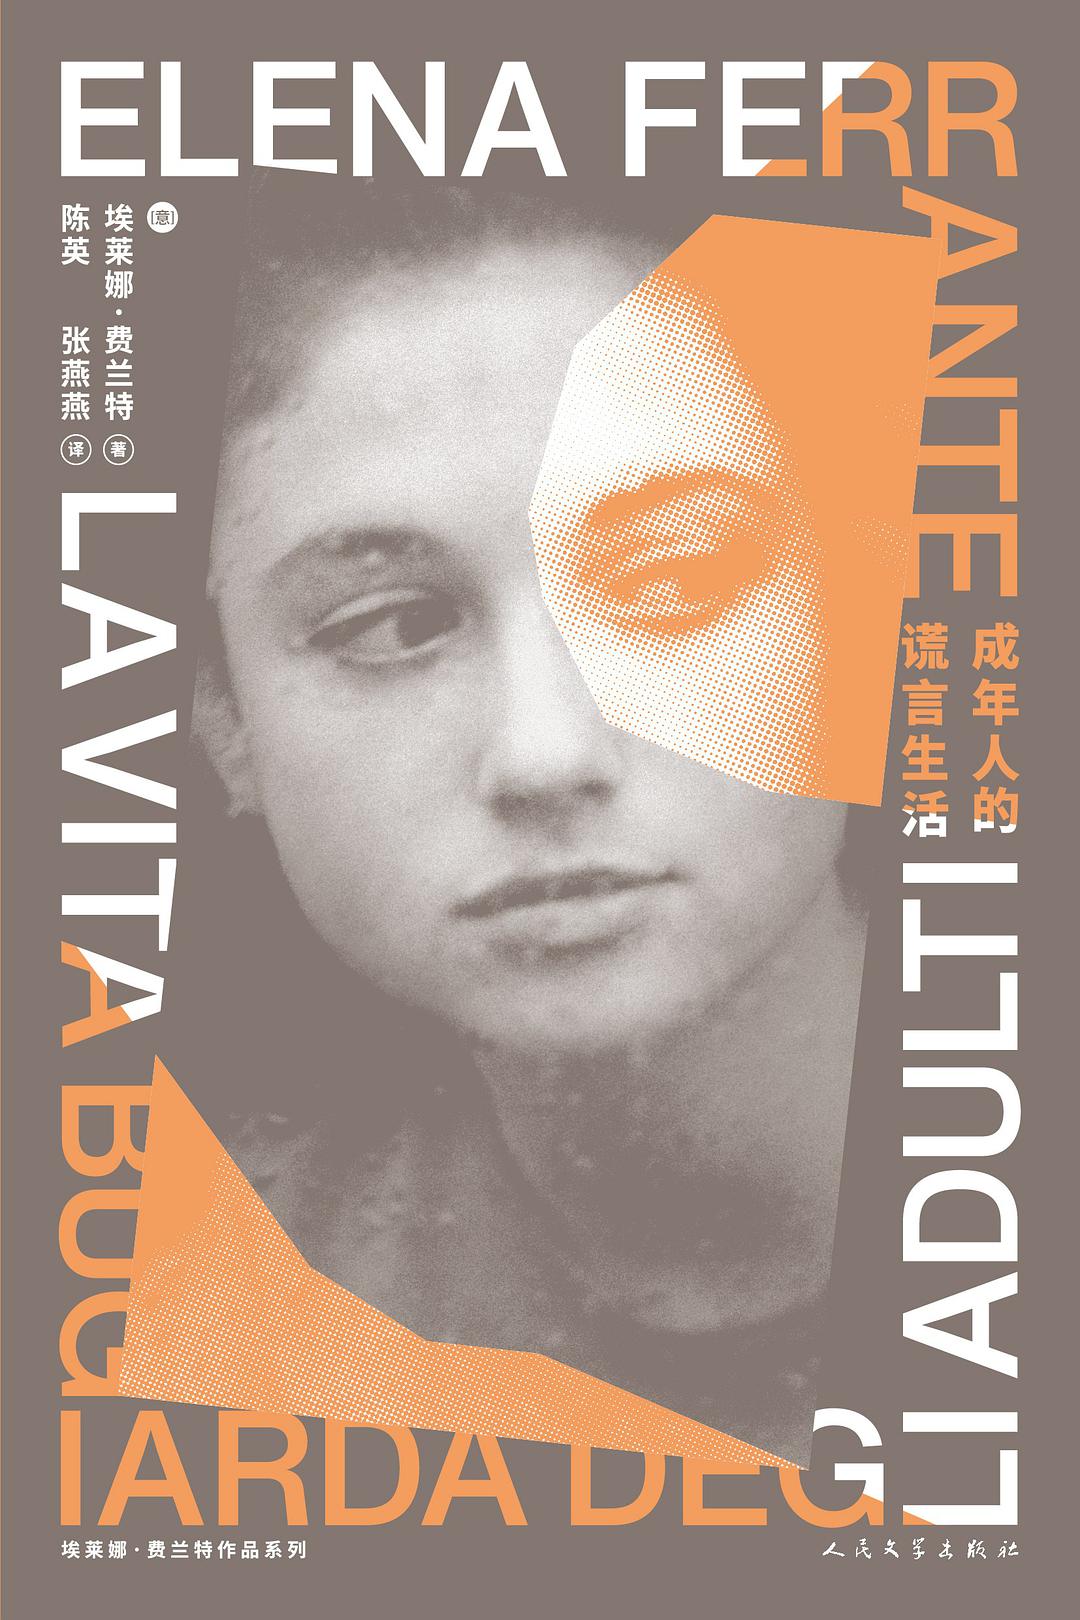 ELENA FERRANTE
[意]
埃莱娜·费兰特 著
陈英 张燕燕 译
成年人的
谎言生活
LA VITA BUGIARDA DEGLI ADULTI
埃莱娜·费兰特作品系列
人民文学出版社